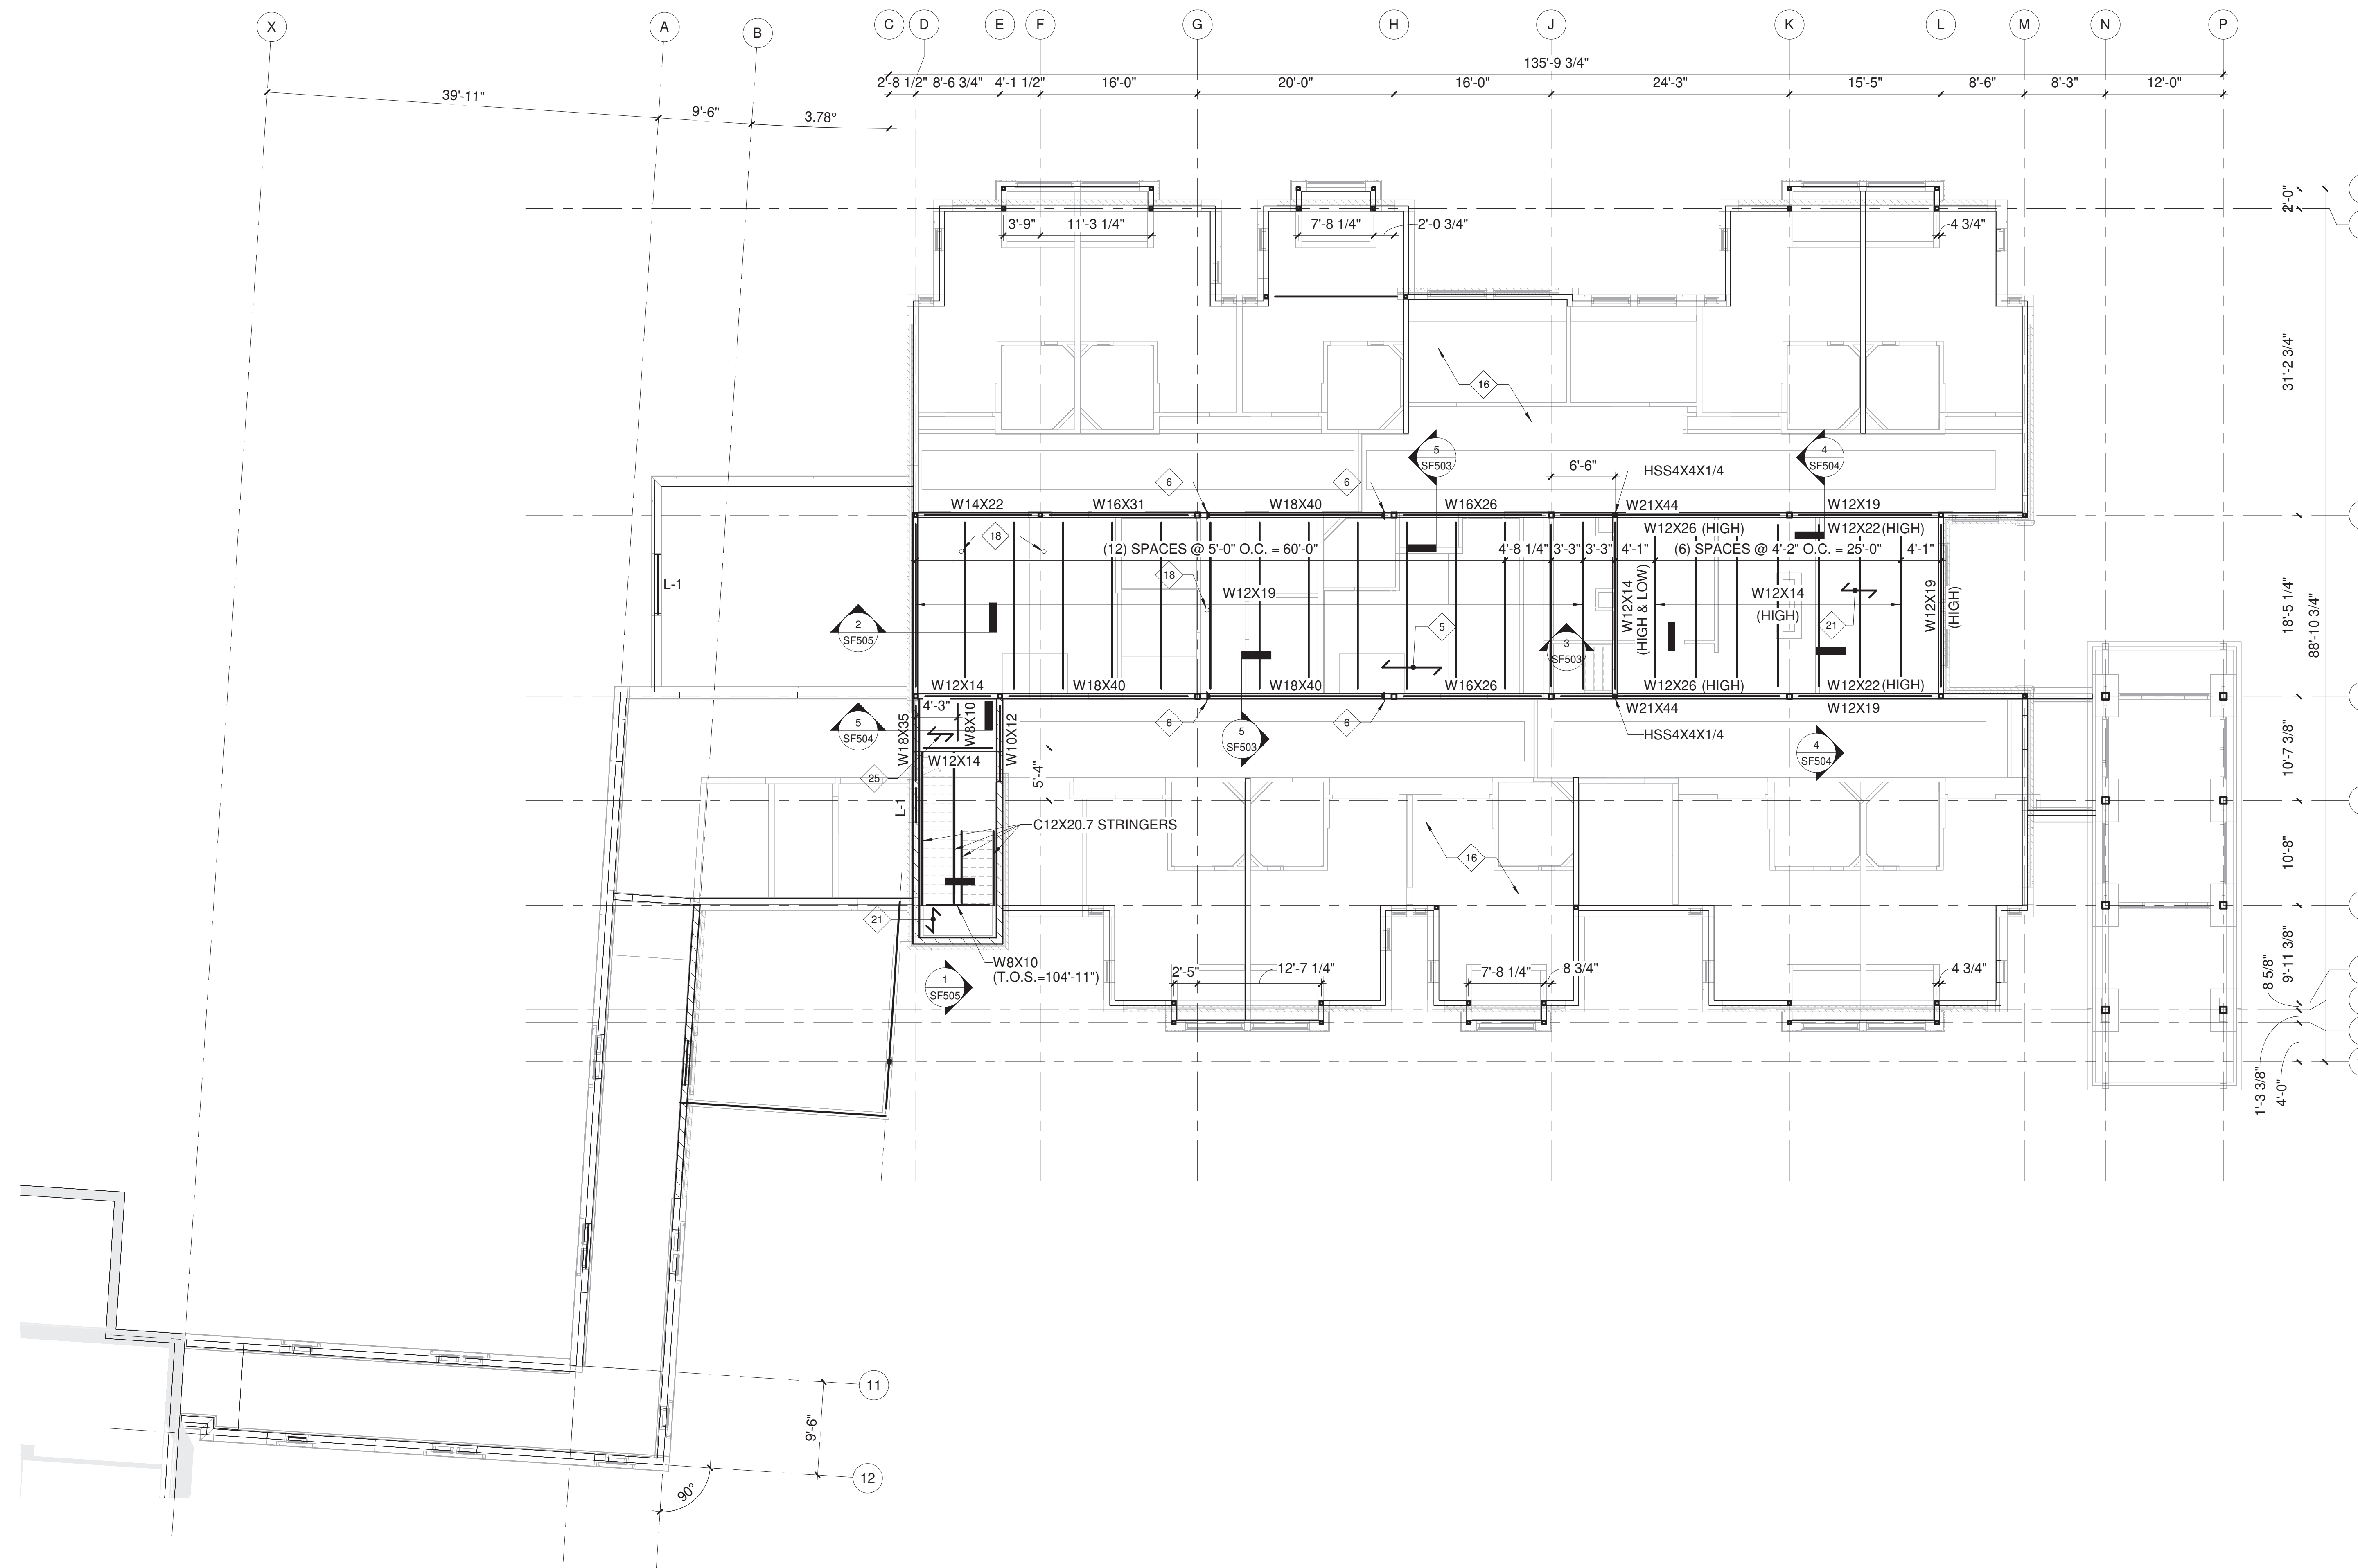 X
A
B
C
D
E
F
G
H
J
K
L
M
N
P
135'-9 3/4"
2'-8 1/2"
8'-6 3/4"
4'-1 1/2"
16'-0"
20'-0"
16'-0"
24'-3"
15'-5"
8'-6"
8'-3"
12'-0"
39'-11"
9'-6"
3.78°
3'-9"
11'-3 1/4"
7'-8 1/4"
2'-0 3/4"
4 3/4"
2'-0"
31'-2 3/4"
16
5
SF503
4
SF504
6
6
6'-6"
HSS4X4X1/4
W14X22
W16X31
W18X40
W16X26
W21X44
W12X19
W12X26 (HIGH)
W12X22 (HIGH)
18
(12) SPACES @ 5'-0" O.C. = 60'-0"
4'-8 1/4"
3'-3"
3'-3"
4'-1"
(6) SPACES @ 4'-2" O.C. = 25'-0"
4'-1"
18
L-1
W12X19
W12X14
(HIGH & LOW)
W12X14
(HIGH)
W12X19
(HIGH)
18'-5 1/4"
88'-10 3/4"
2
SF505
5
3
SF503
21
W12X14
W18X40
W18X40
W16X26
W12X26 (HIGH)
W12X22 (HIGH)
4'-3"
6
6
W21X44
W12X19
5
SF504
W18X35
W8X10
W10X12
5
SF503
HSS4X4X1/4
4
SF504
10'-7 3/8"
W12X14
25
5'-4"
L-1
C12X20.7 STRINGERS
16
10'-8"
21
W8X10
(T.O.S.=104'-11")
1
SF505
2'-5"
12'-7 1/4"
7'-8 1/4"
8 3/4"
4 3/4"
9'-11 3/8"
8 5/8"
1'-3 3/8"
4'-0"
11
9'-6"
12
90°